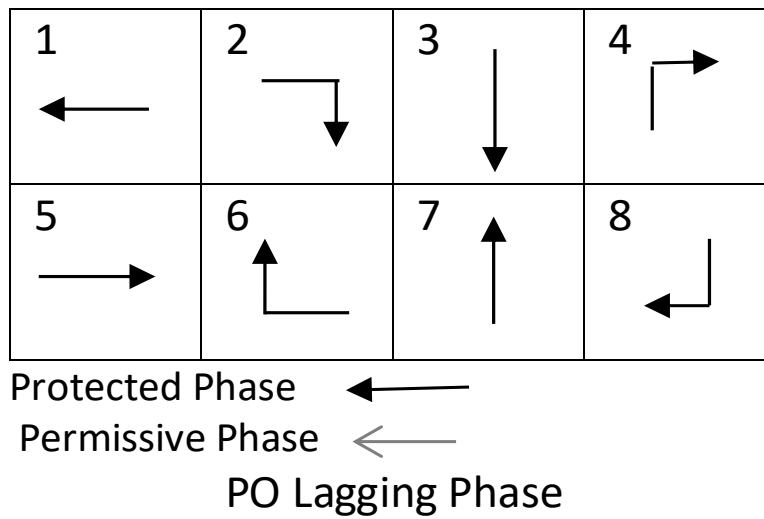 1 2 3 4
5 6 7 8
Protected Phase
Permissive Phase
PO Lagging Phase